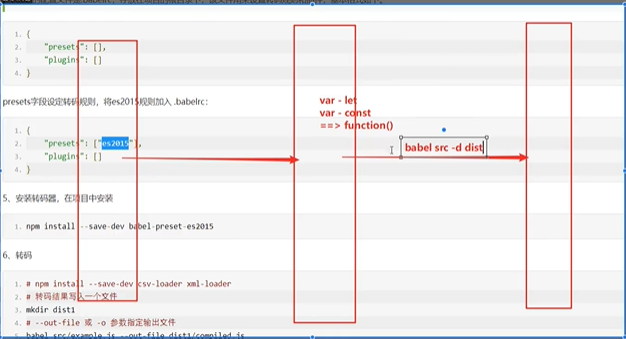 1. {
2. "presets": [],
3. "plugins": []
4. }
presets字段设定转码规则，将es2015规则加入 .babelrc：
var - let
var - const
==> function()
1. {
2. "presets": ["es2015"],
3. "plugins": []
4. }
babel src -d dist
5、安装转码器，在项目中安装
1. npm install --save-dev babel-preset-es2015
6、转码
1. # npm install --save-dev csv-loader xml-loader
2. # 转码结果写入一个文件
3. mkdir dist1
4. # --out-file 或 -o 参数指定输出文件
5. babel src/example.js --out-file dist1/compiled.js